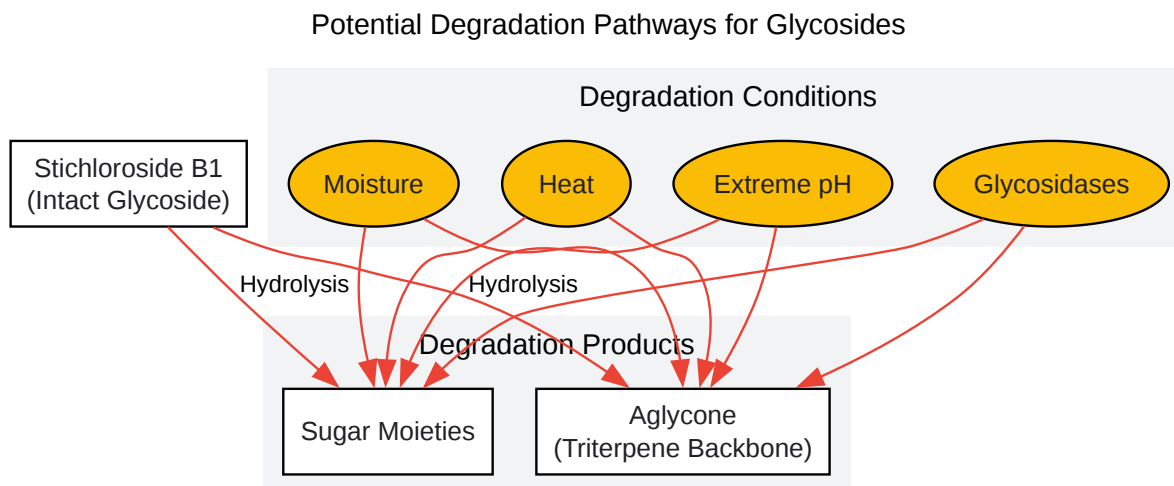 Potential Degradation Pathways for Glycosides
Degradation Conditions
Stichloroside B1
(Intact Glycoside)
Moisture
Heat
Extreme pH
Glycosidases
Hydrolysis
Hydrolysis
Degradation Products
Sugar Moieties
Aglycone
(Triterpene Backbone)